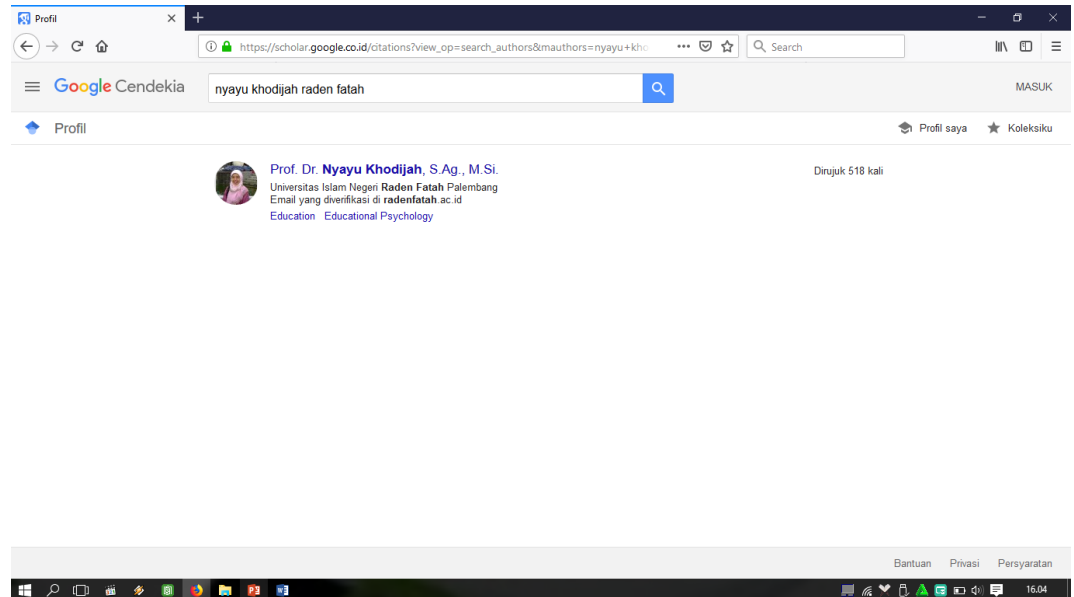 Profil
https://scholar.google.co.id/citations?view_op=search_authors&mauthors=nyayu+kho
Search
Google Cendekia
nyayu khodijah raden fatah
MASUK
Profil
Profil saya
Koleksiku
Prof. Dr. Nyayu Khodijah, S.Ag., M.Si.
Dirujuk 518 kali
Universitas Islam Negeri Raden Fatah Palembang
Email yang diverifikasi di radenfatah.ac.id
Education Educational Psychology
Bantuan Privasi Persyaratan
16.04